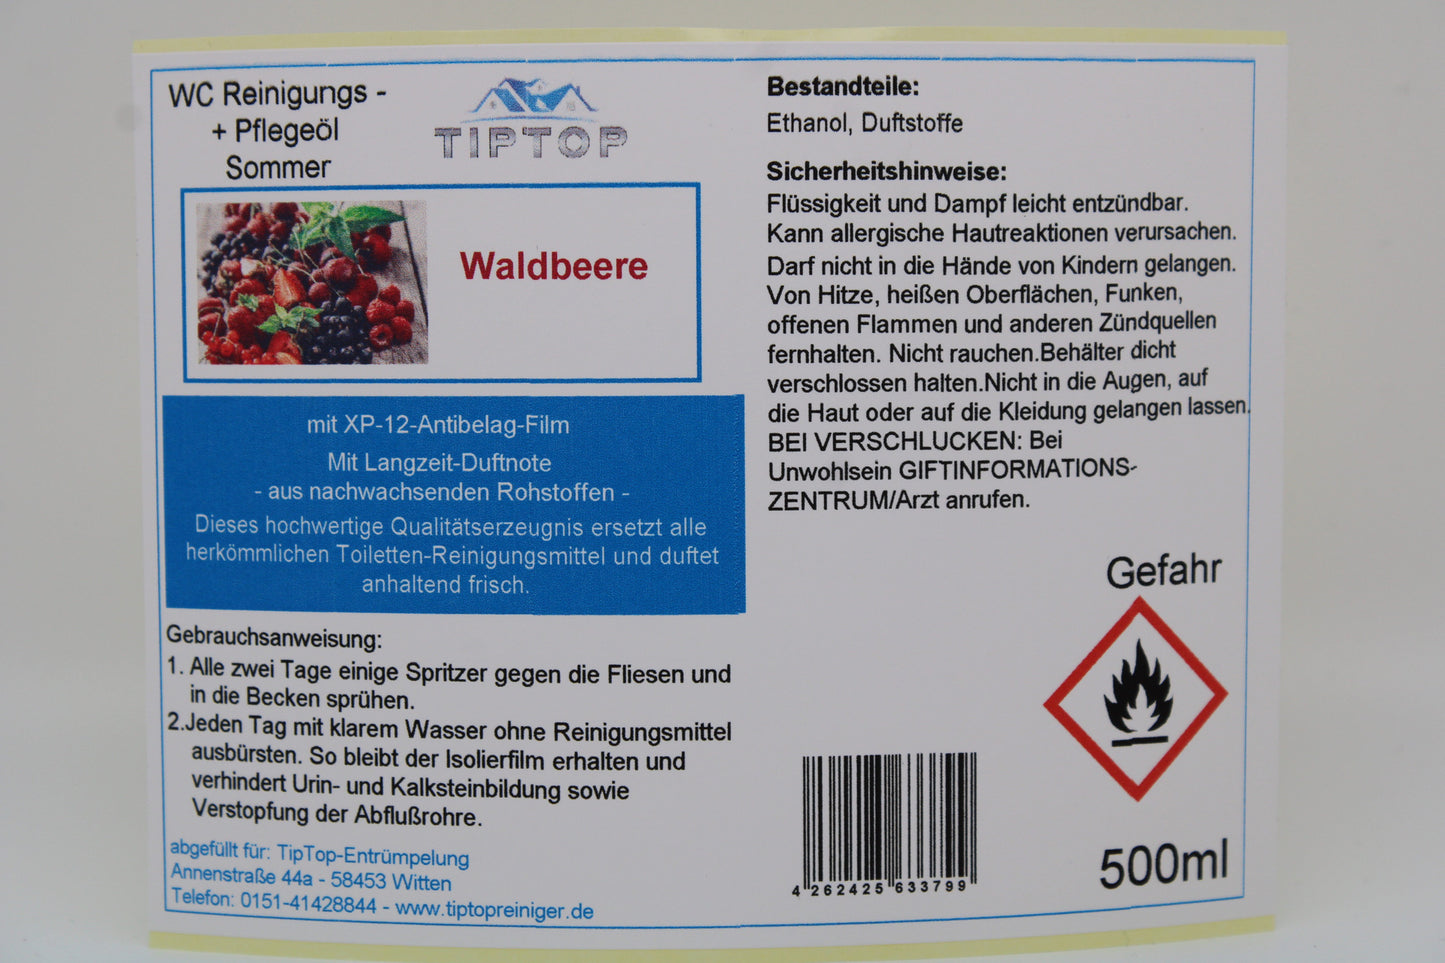 WC Reinigungs -
+ Pflegeöl
Sommer
TIPTOP
Waldbeere
mit XP-12-Antibelag-Film
Mit Langzeit-Duftnote
- aus nachwachsenden Rohstoffen -
Dieses hochwertige Qualitätserzeugnis ersetzt alle
herkömmlichen Toiletten-Reinigungsmittel und duftet
anhaltend frisch.
Gebrauchsanweisung:
1. Alle zwei Tage einige Spritzer gegen die Fliesen und
in die Becken sprühen.
2.Jeden Tag mit klarem Wasser ohne Reinigungsmittel
ausbürsten. So bleibt der Isolierfilm erhalten und
verhindert Urin- und Kalksteinbildung sowie
Verstopfung der Abflußrohre.
abgefüllt für: TipTop-Entrümpelung
Annenstraße 44a - 58453 Witten
Telefon: 0151-41428844 - www.tiptopreiniger.de
Bestandteile:
Ethanol, Duftstoffe
Sicherheitshinweise:
Flüssigkeit und Dampf leicht entzündbar.
Kann allergische Hautreaktionen verursachen.
Darf nicht in die Hände von Kindern gelangen.
Von Hitze, heißen Oberflächen, Funken,
offenen Flammen und anderen Zündquellen
fernhalten. Nicht rauchen.Behälter dicht
verschlossen halten.Nicht in die Augen, auf
die Haut oder auf die Kleidung gelangen lassen.
BEI VERSCHLUCKEN: Bei
Unwohlsein GIFTINFORMATIONS-
ZENTRUM/Arzt anrufen.
Gefahr
4 262425 633799
500ml